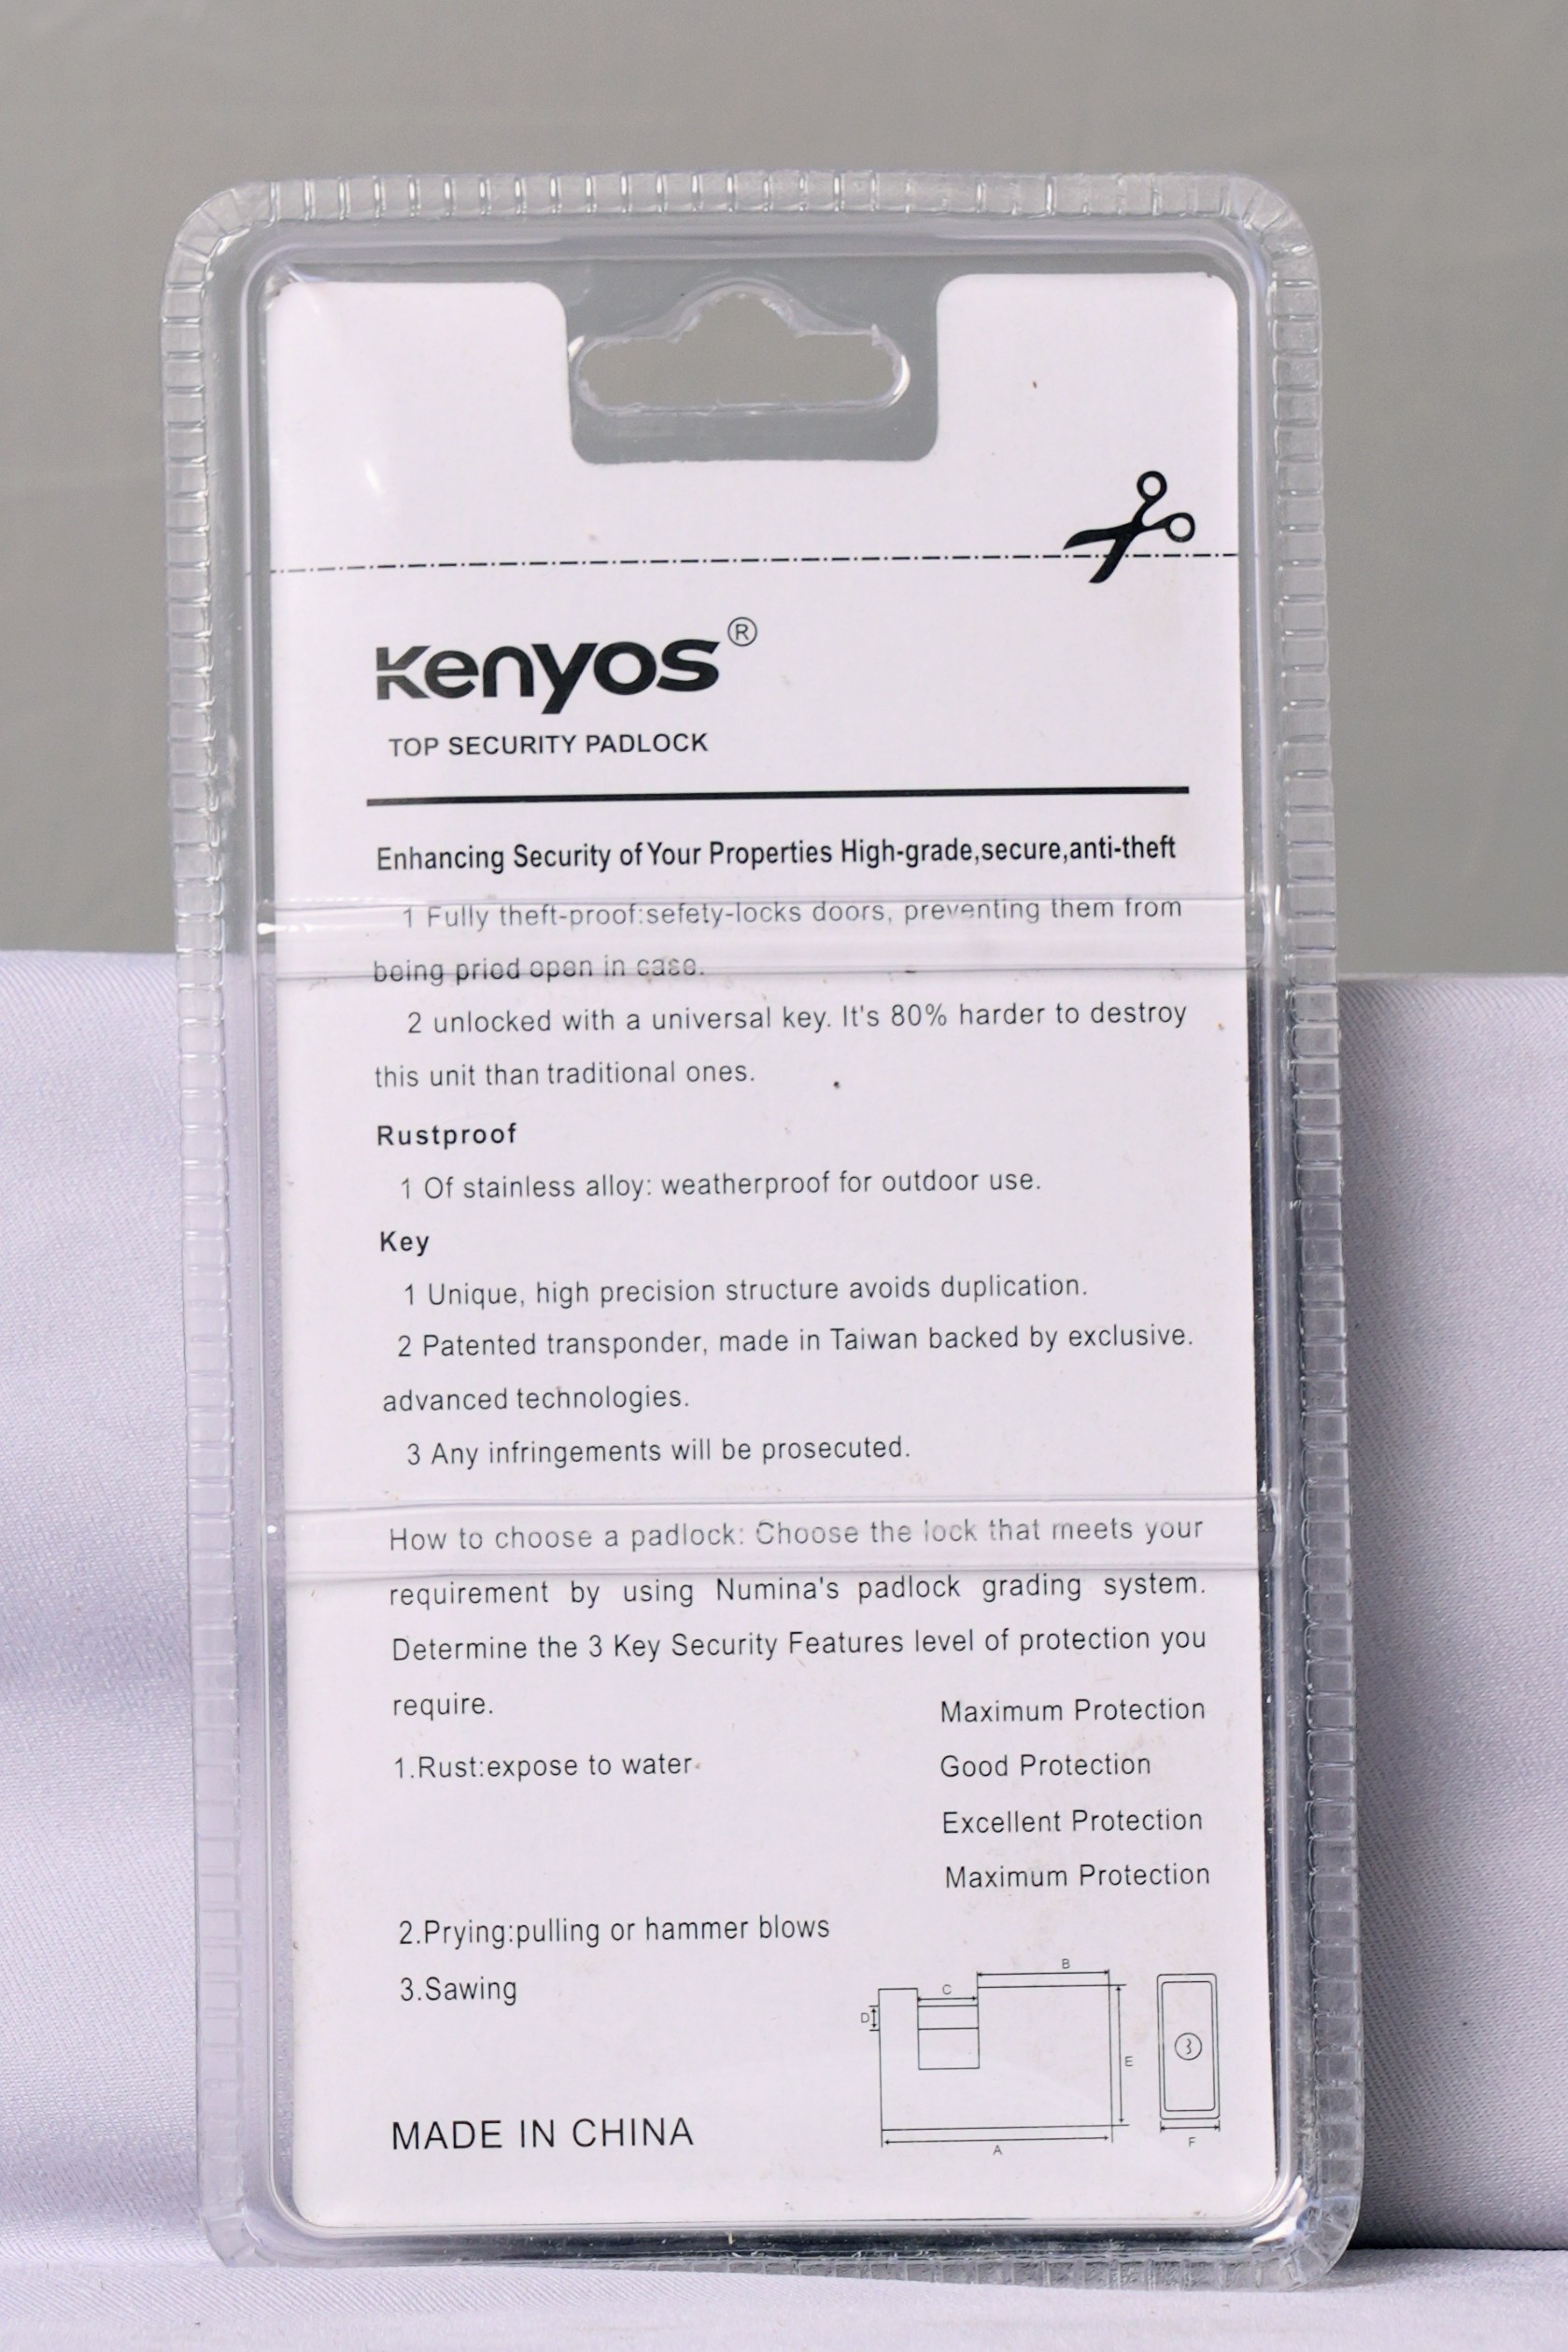 Kenyos®
TOP SECURITY PADLOCK
Enhancing Security of Your Properties High-grade,secure,anti-theft
1 Fully theft-proof:sefety-locks doors, preventing them from
being pried open in case.
2 unlocked with a universal key. It's 80% harder to destroy
this unit than traditional ones.
Rustproof
1 Of stainless alloy: weatherproof for outdoor use.
Key
1 Unique, high precision structure avoids duplication.
2 Patented transponder, made in Taiwan backed by exclusive.
advanced technologies.
3 Any infringements will be prosecuted.
How to choose a padlock: Choose the lock that meets your
requirement by using Numina's padlock grading system.
Determine the 3 Key Security Features level of protection you
require.
Maximum Protection
1.Rust:expose to water
Good Protection
Excellent Protection
Maximum Protection
2.Prying:pulling or hammer blows
3.Sawing
B
C
D
E
A
F
MADE IN CHINA